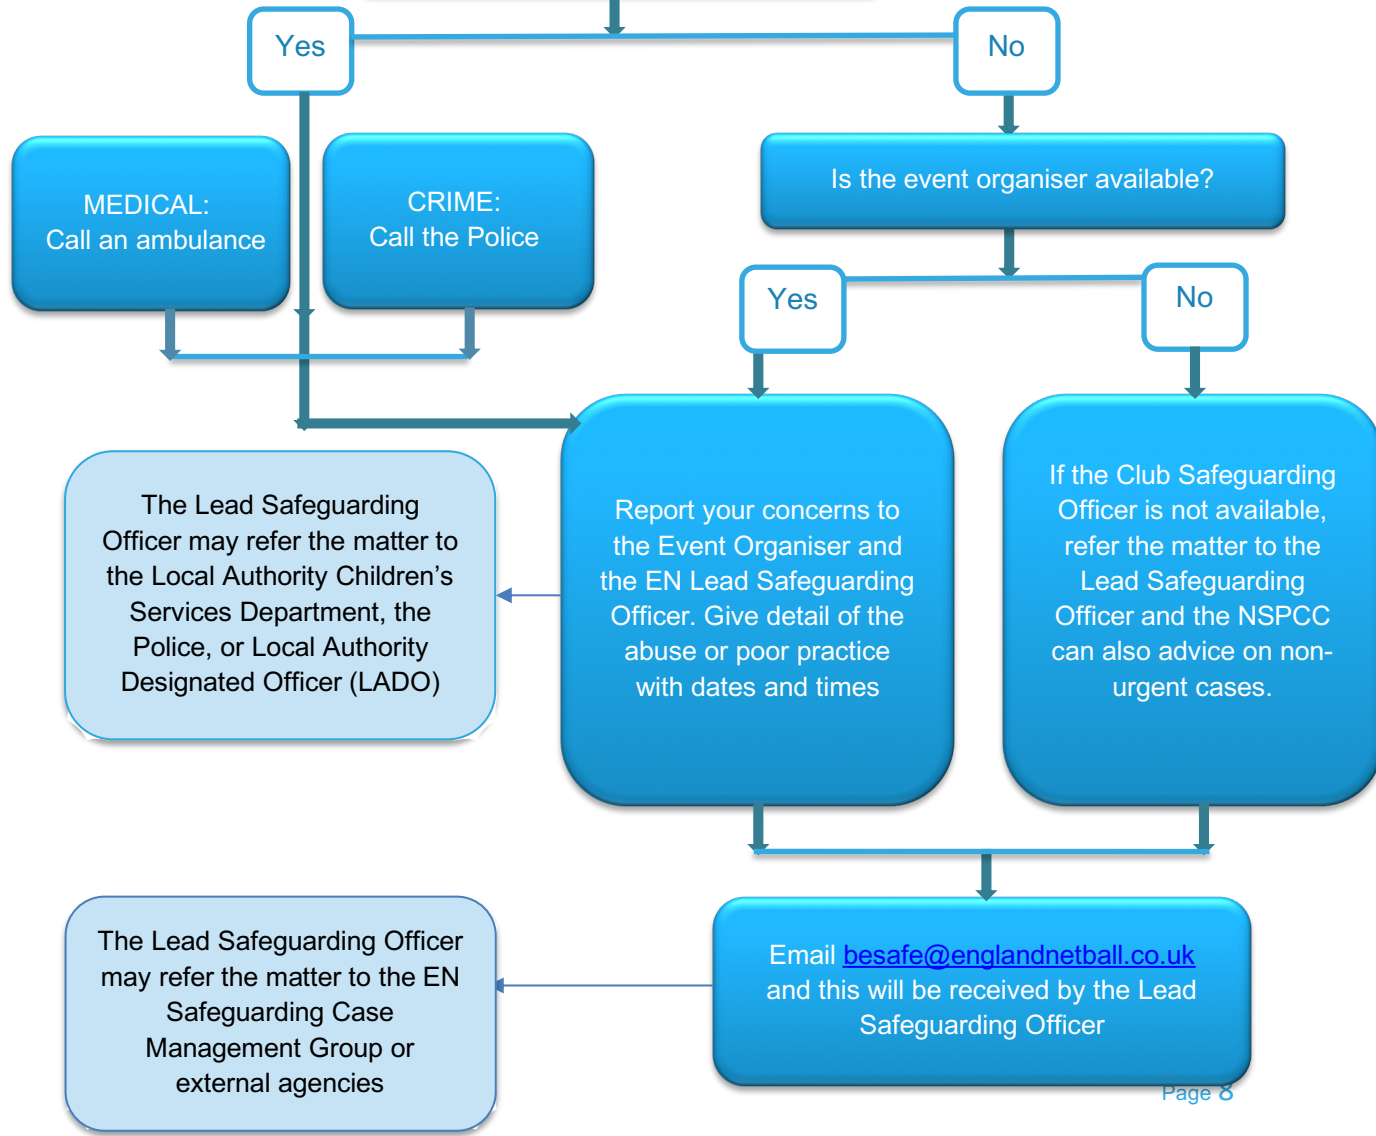 Yes
No
MEDICAL:
Call an ambulance
CRIME:
Call the Police
Is the event organiser available?
Yes
No
The Lead Safeguarding
Officer may refer the matter to
the Local Authority Children’s
Services Department, the
Police, or Local Authority
Designated Officer (LADO)
Report your concerns to
the Event Organiser and
the EN Lead Safeguarding
Officer. Give detail of the
abuse or poor practice
with dates and times
If the Club Safeguarding
Officer is not available,
refer the matter to the
Lead Safeguarding
Officer and the NSPCC
can also advice on non-
urgent cases.
The Lead Safeguarding Officer
may refer the matter to the EN
Safeguarding Case
Management Group or
external agencies
Email besafe@englandnetball.co.uk
and this will be received by the Lead
Safeguarding Officer
Page 8